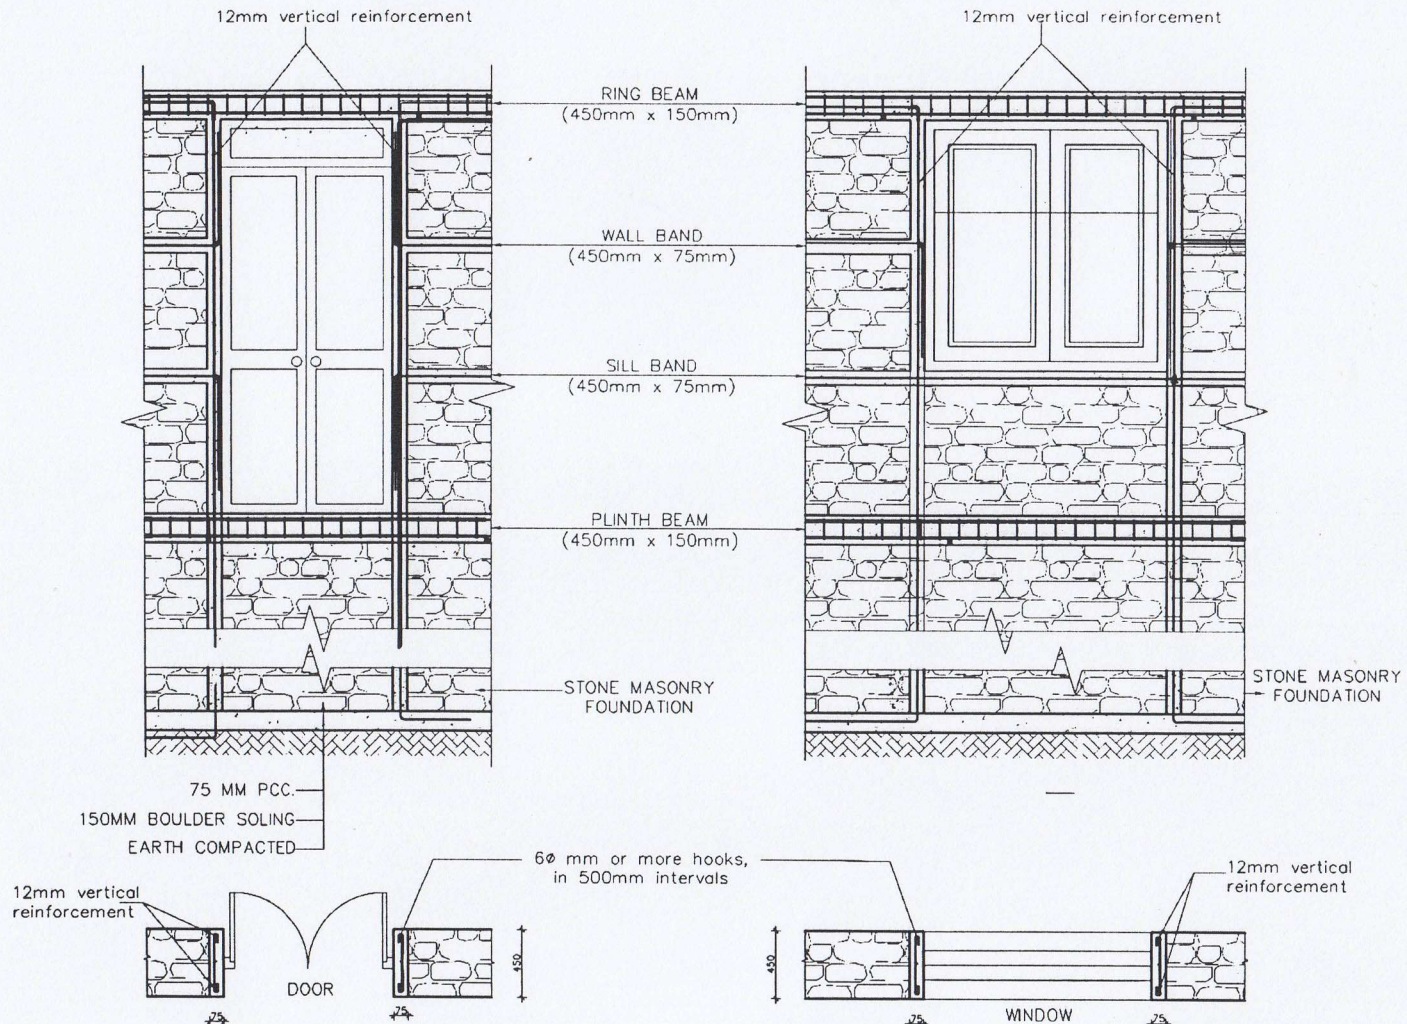 12mm vertical reinforcement
12mm vertical reinforcement
RING BEAM
(450mm x 150mm)
WALL BAND
(450mm x 75mm)
SILL BAND
(450mm x 75mm)
PLINTH BEAM
(450mm x 150mm)
STONE MASONRY
FOUNDATION
STONE MASONRY
FOUNDATION
75 MM PCC.
150MM BOULDER SOLING
EARTH COMPACTED
6ø mm or more hooks,
in 500mm intervals
12mm vertical
reinforcement
12mm vertical
reinforcement
450
450
DOOR
WINDOW
75
75
75
75